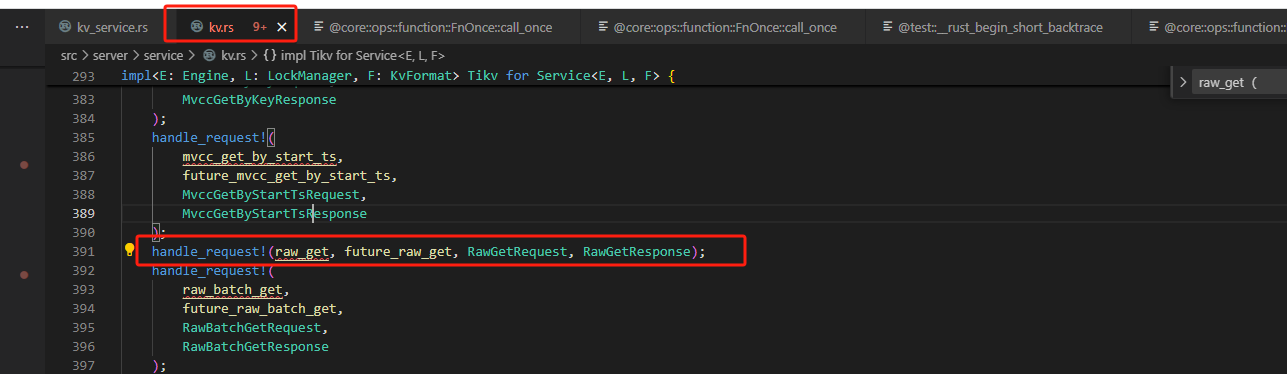 ··· kv_service.rs kv.rs 9+ × @core::ops::function::FnOnce::call_once @core::ops::function::FnOnce::call_once @test::__rust_begin_short_backtrace @core::ops::function:
src > server > service > kv.rs > {} impl Tikv for Service<E, L, F>
293 impl<E: Engine, L: LockManager, F: KvFormat> Tikv for Service<E, L, F> {
> raw_get (
383 MvccGetByKeyResponse
384 );
385 handle_request!(
386 mvcc_get_by_start_ts,
387 future_mvcc_get_by_start_ts,
388 MvccGetByStartTsRequest,
389 MvccGetByStartTsResponse
390 );
391 handle_request!(raw_get, future_raw_get, RawGetRequest, RawGetResponse);
392 handle_request!(
393 raw_batch_get,
394 future_raw_batch_get,
395 RawBatchGetRequest,
396 RawBatchGetResponse
397 );